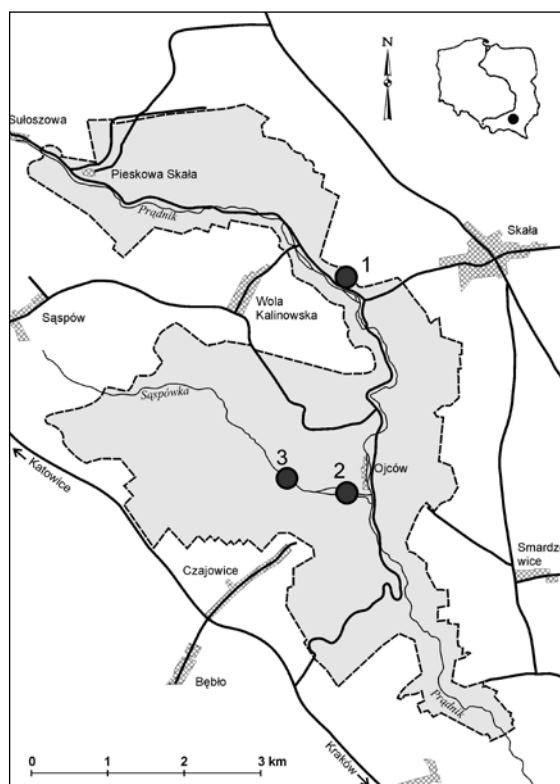 N
Sułoszowa
Pieskowa Skała
Prądnik
Skała
1
Wola
Kalinowska
Sąspów
Sąspówka
3
2
Ojców
Katowice
Smardzo
wice
Czajowice
Bębło
Prądnik
Kraków
0 1 2 3 km